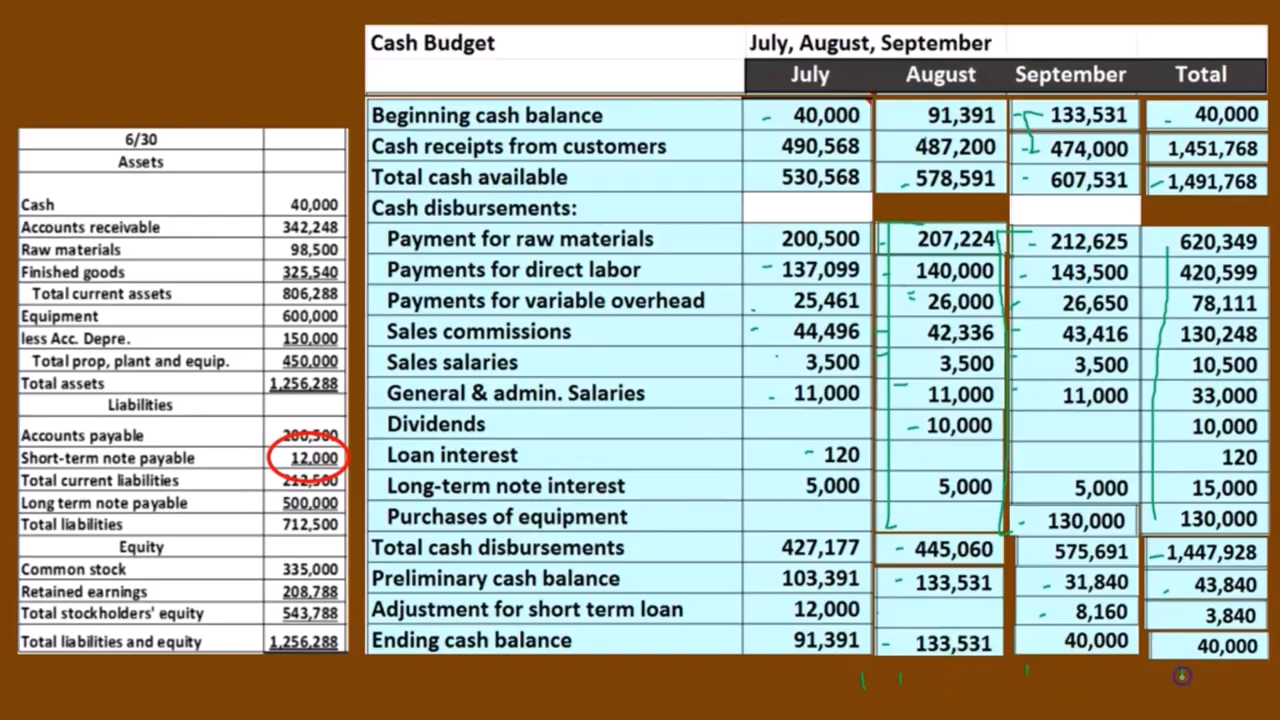 6/30
Assets
Cash 40,000
Accounts receivable 342,248
Raw materials 98,500
Finished goods 325,540
Total current assets 806,288
Equipment 600,000
less Acc. Depre. 150,000
Total prop, plant and equip. 450,000
Total assets 1,256,288
Liabilities
Accounts payable 200,500
Short-term note payable 12,000
Total current liabilities 212,500
Long term note payable 500,000
Total liabilities 712,500
Equity
Common stock 335,000
Retained earnings 208,788
Total stockholders' equity 543,788
Total liabilities and equity 1,256,288
Cash Budget July, August, September
July August September Total
Beginning cash balance 40,000 91,391 133,531 40,000
Cash receipts from customers 490,568 487,200 474,000 1,451,768
Total cash available 530,568 578,591 607,531 1,491,768
Cash disbursements:
Payment for raw materials 200,500 207,224 212,625 620,349
Payments for direct labor 137,099 140,000 143,500 420,599
Payments for variable overhead 25,461 26,000 26,650 78,111
Sales commissions 44,496 42,336 43,416 130,248
Sales salaries 3,500 3,500 3,500 10,500
General & admin. Salaries 11,000 11,000 11,000 33,000
Dividends 10,000 10,000
Loan interest 120 120
Long-term note interest 5,000 5,000 5,000 15,000
Purchases of equipment 130,000 130,000
Total cash disbursements 427,177 445,060 575,691 1,447,928
Preliminary cash balance 103,391 133,531 31,840 43,840
Adjustment for short term loan 12,000 8,160 3,840
Ending cash balance 91,391 133,531 40,000 40,000